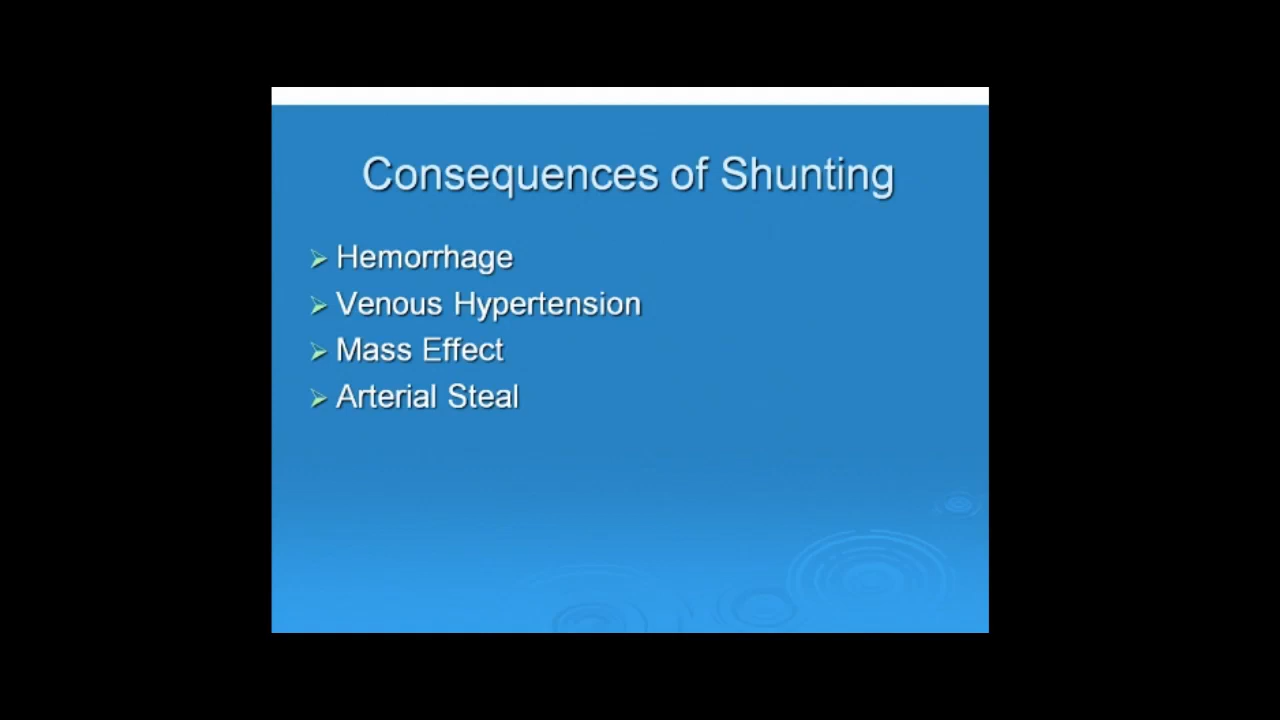 Consequences of Shunting
Hemorrhage
Venous Hypertension
Mass Effect
Arterial Steal